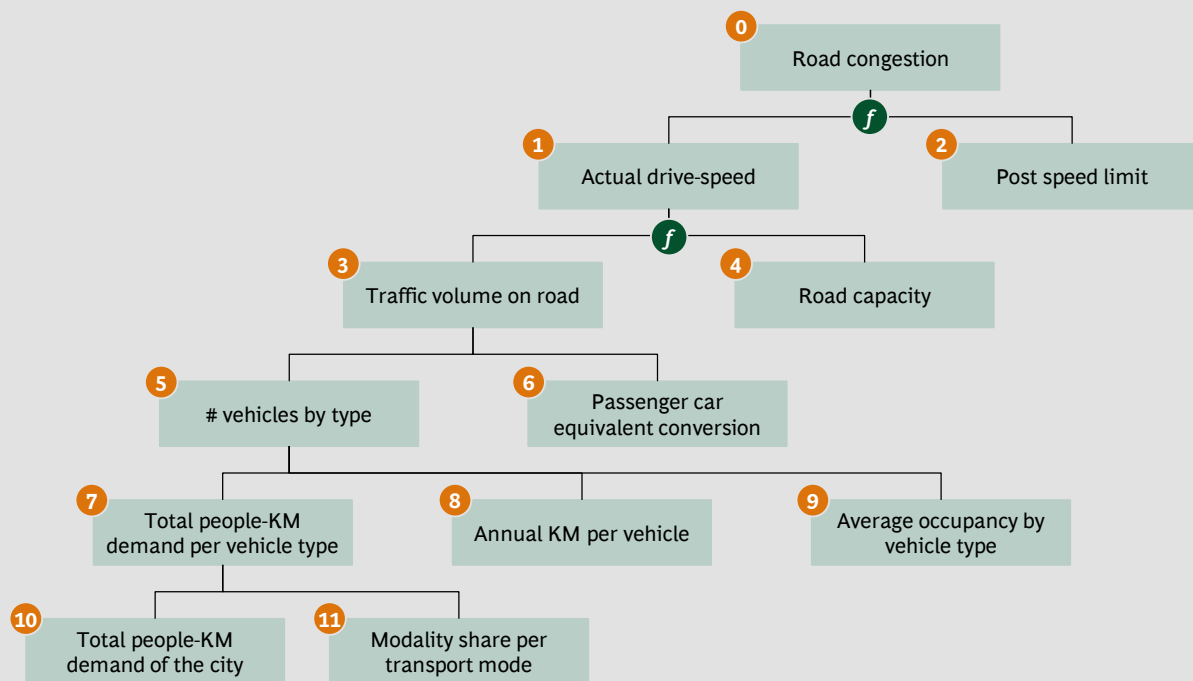 0
Road congestion
f
1
Actual drive-speed
2
Post speed limit
f
3
Traffic volume on road
4
Road capacity
5
# vehicles by type
6
Passenger car
equivalent conversion
7
Total people-KM
demand per vehicle type
8
Annual KM per vehicle
9
Average occupancy by
vehicle type
10
Total people-KM
demand of the city
11
Modality share per
transport mode